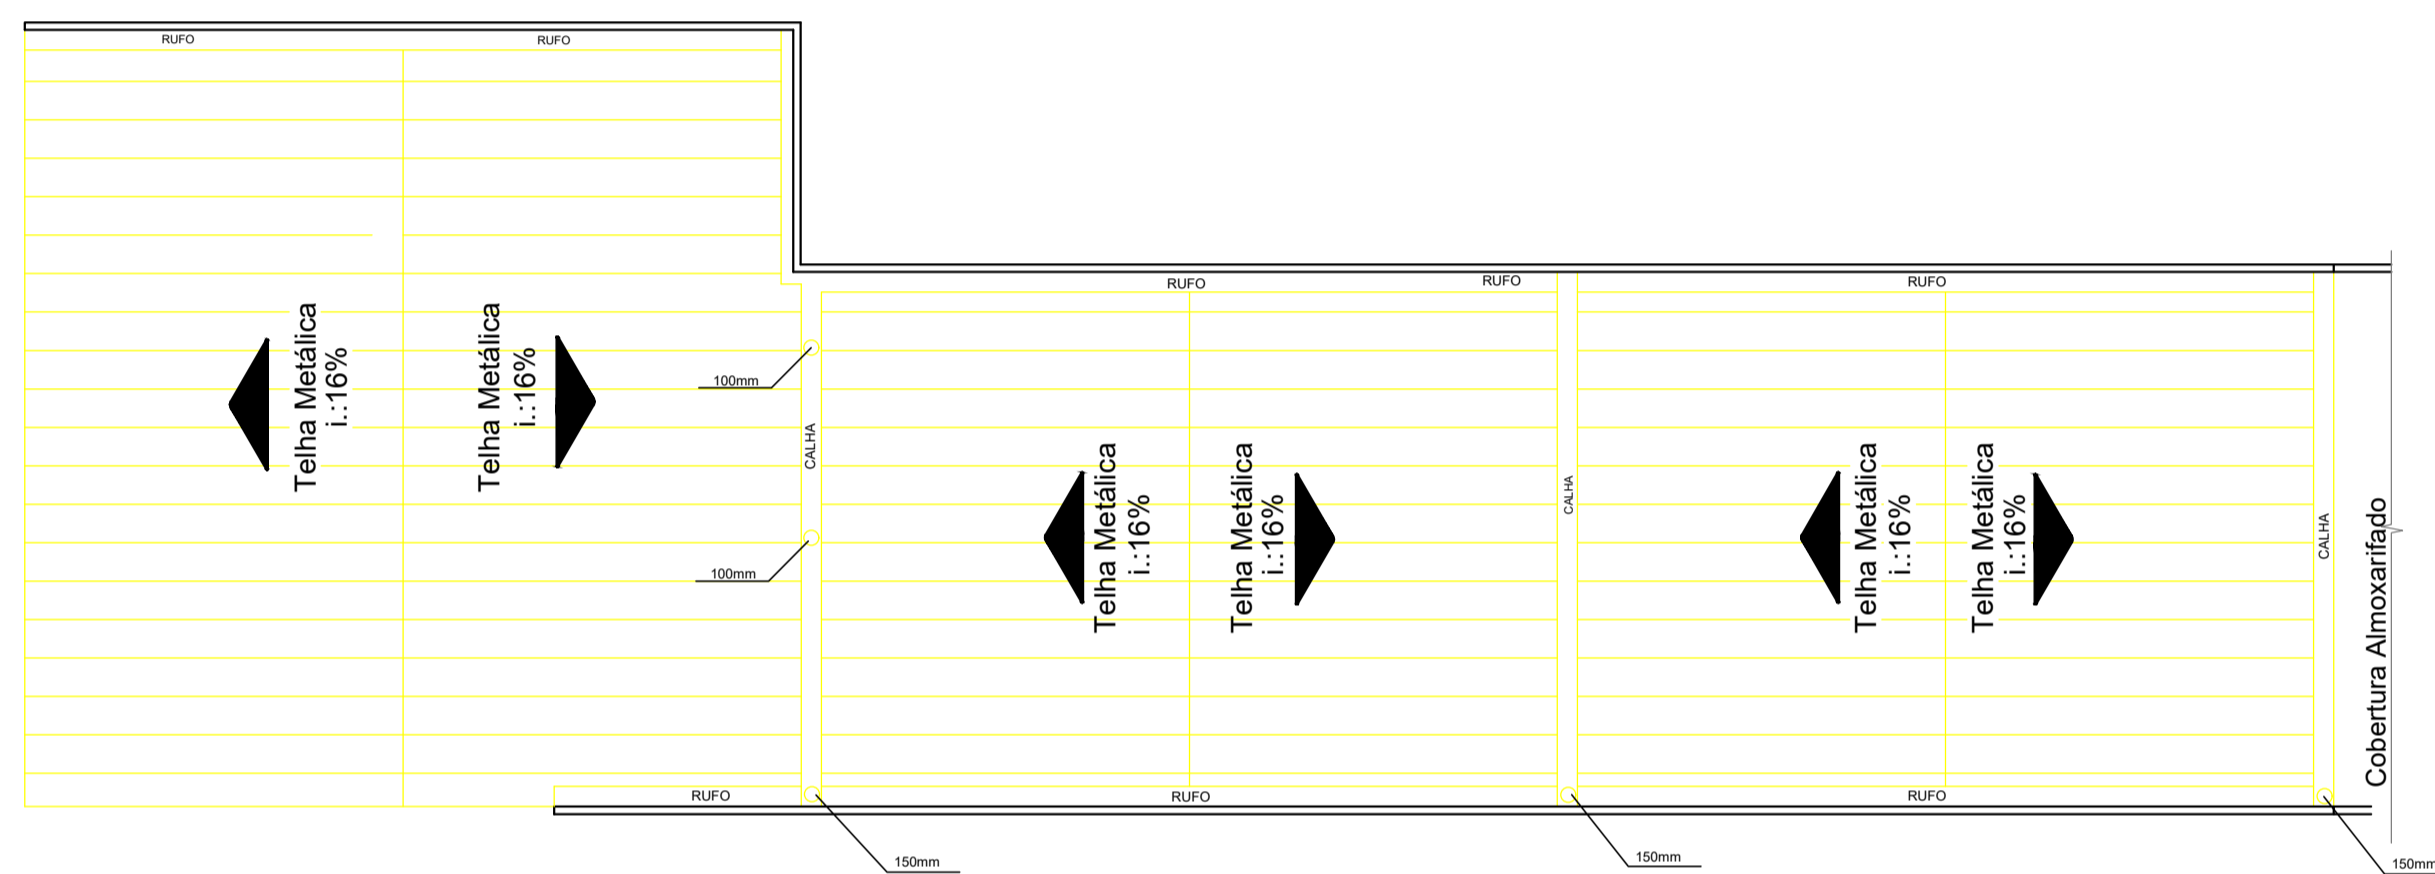 RUFO
RUFO
RUFO
RUFO
RUFO
Telha Metálica
i.:16%
Telha Metálica
i.:16%
100mm
CALHA
100mm
Telha Metálica
i.:16%
Telha Metálica
i.:16%
CALHA
Telha Metálica
i.:16%
Telha Metálica
i.:16%
CALHA
Cobertura Almoxarifado
RUFO
RUFO
RUFO
150mm
150mm
150mm